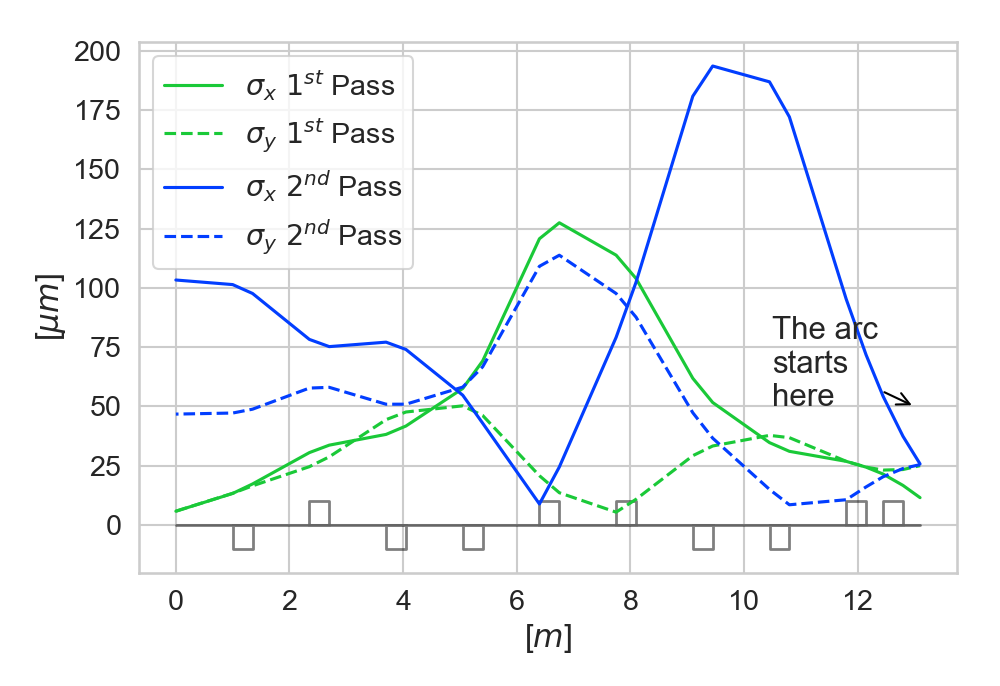 200
175
150
125
100
75
50
25
0
[μm]
σx 1st Pass
σy 1st Pass
σx 2nd Pass
σy 2nd Pass
The arc
starts
here
0 2 4 6 8 10 12
[m]